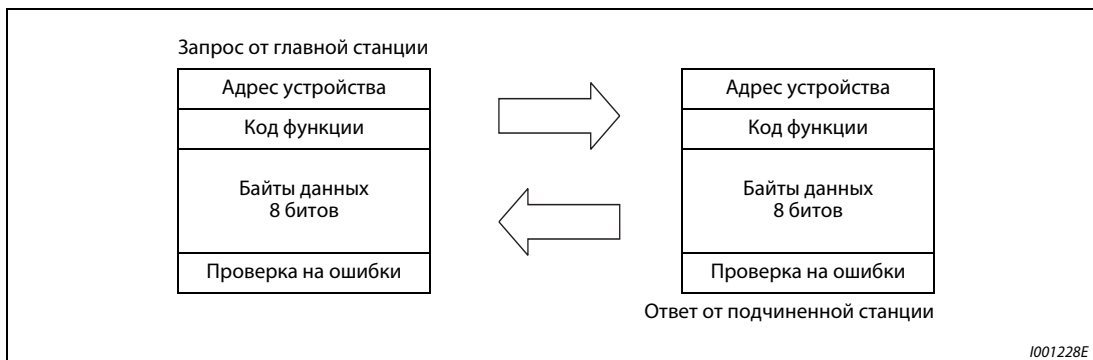 Запрос от главной станции
Адрес устройства
Код функции
Байты данных
8 битов
Проверка на ошибки
Адрес устройства
Код функции
Байты данных
8 битов
Проверка на ошибки
Ответ от подчиненной станции
I001228E